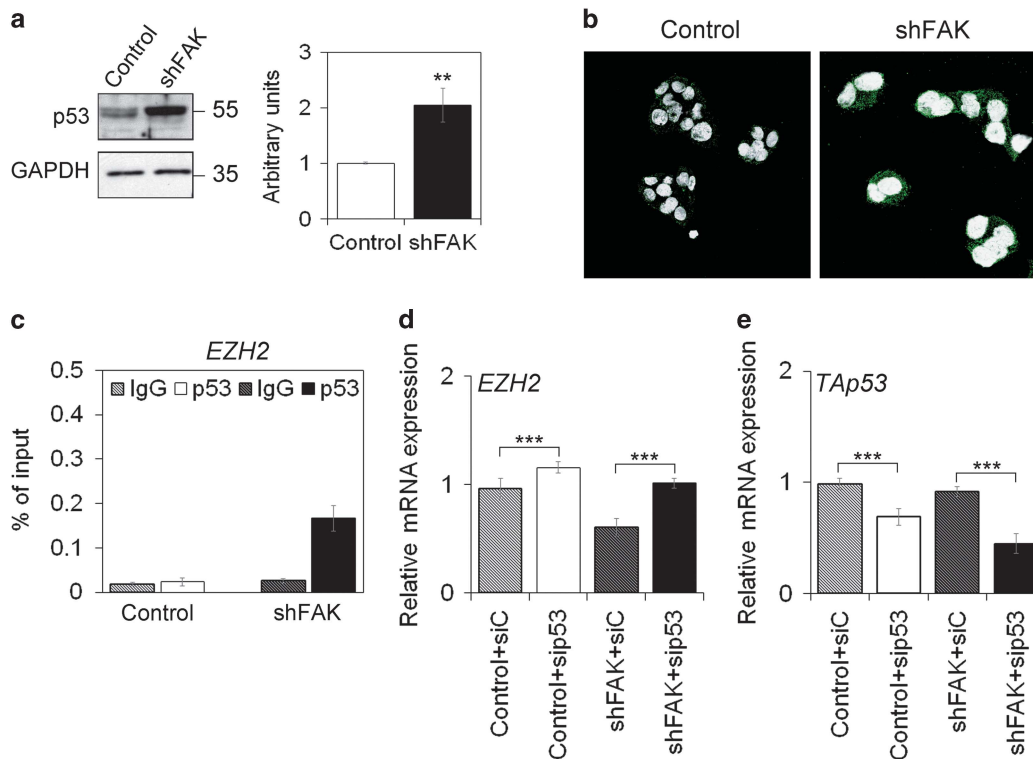 a
Control
shFAK
p53
55
GAPDH
35
Arbitrary units
3
2
1
0
**
Control shFAK
b
Control
shFAK
c
EZH2
% of input
0.5
0.4
0.3
0.2
0.1
0
IgG p53 IgG p53
Control
shFAK
d
EZH2
Relative mRNA expression
2
1
0
***
***
Control+siC
Control+sip53
shFAK+siC
shFAK+sip53
e
TAp53
Relative mRNA expression
2
1
0
***
***
Control+siC
Control+sip53
shFAK+siC
shFAK+sip53